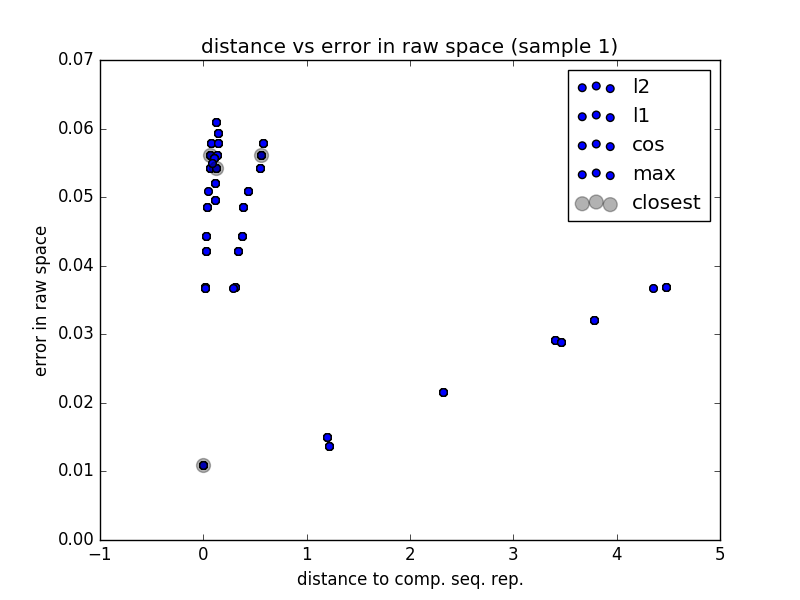 distance vs error in raw space (sample 1)
0.07
0.06
0.05
0.04
0.03
0.02
0.01
0.00
error in raw space
l2
l1
cos
max
closest
−1
0
1
2
3
4
5
distance to comp. seq. rep.